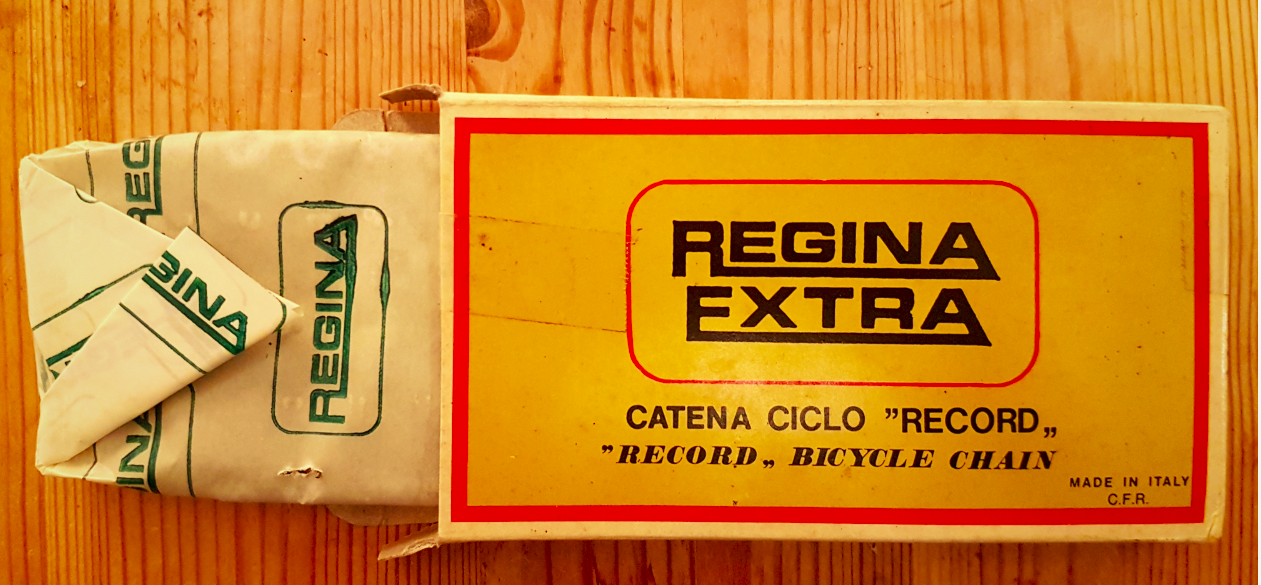 REGINA
EXTRA
CATENA CICLO "RECORD„
"RECORD„ BICYCLE CHAIN
MADE IN ITALY
C.F.R.
REGINA